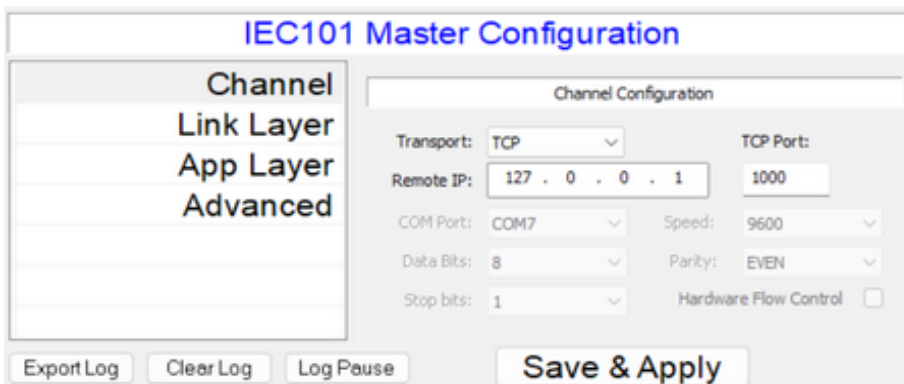 IEC101 Master Configuration
Channel
Link Layer
App Layer
Advanced
Channel Configuration
Transport: TCP TCP Port:
Remote IP: 127 . 0 . 0 . 1 1000
COM Port: COM7 Speed: 9600
Data Bits: 8 Parity: EVEN
Stop bits: 1 Hardware Flow Control
Export Log Clear Log Log Pause Save & Apply